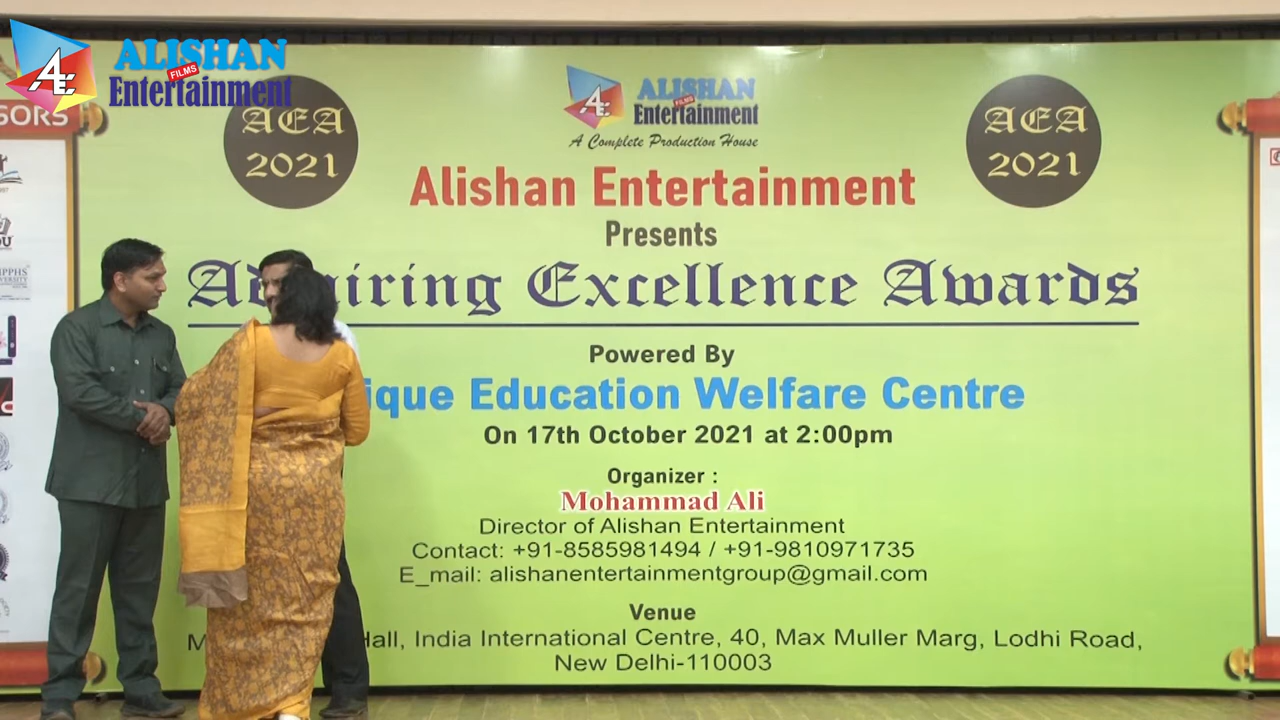 ALISHAN
FILMS
Entertainment
SORS
AEA
2021
AE
ALISHAN
FILMS
Entertainment
A Complete Production House
AEA
2021
Alishan Entertainment
Presents
Excellence Awards
Powered By
ique Education Welfare Centre
On 17th October 2021 at 2:00pm
Organizer :
Mohammad Ali
Director of Alishan Entertainment
Contact: +91-8585981494 / +91-9810971735
E_mail: alishanentertainmentgroup@gmail.com
Venue
Hall, India International Centre, 40, Max Muller Marg, Lodhi Road,
New Delhi-110003